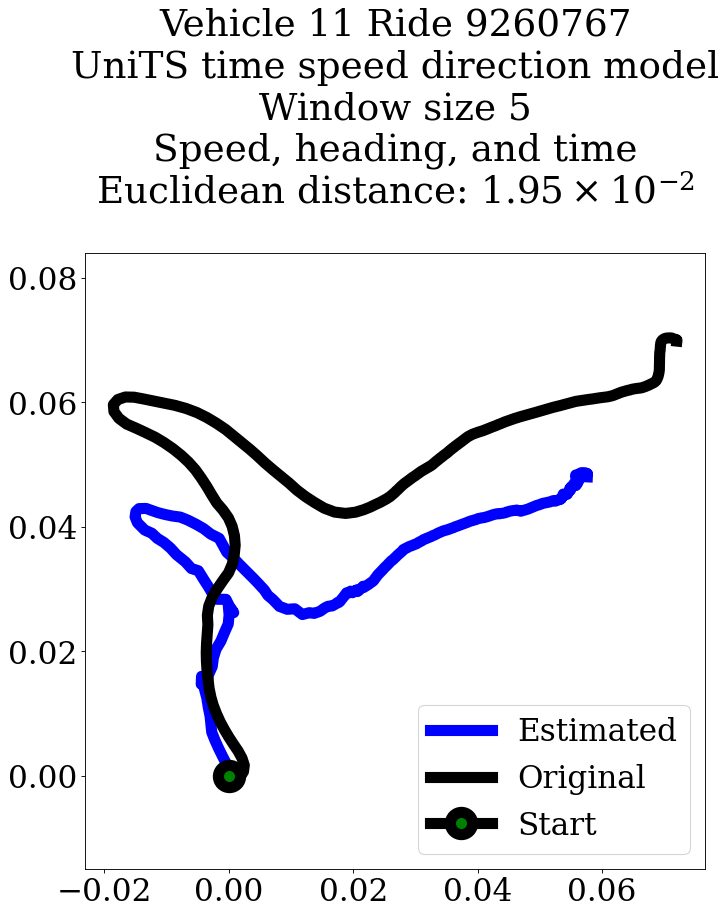 Vehicle 11 Ride 9260767
UniTS time speed direction model
Window size 5
Speed, heading, and time
Euclidean distance: 1.95 × 10⁻²
0.08
0.06
0.04
0.02
0.00
−0.02 0.00 0.02 0.04 0.06
Estimated
Original
Start